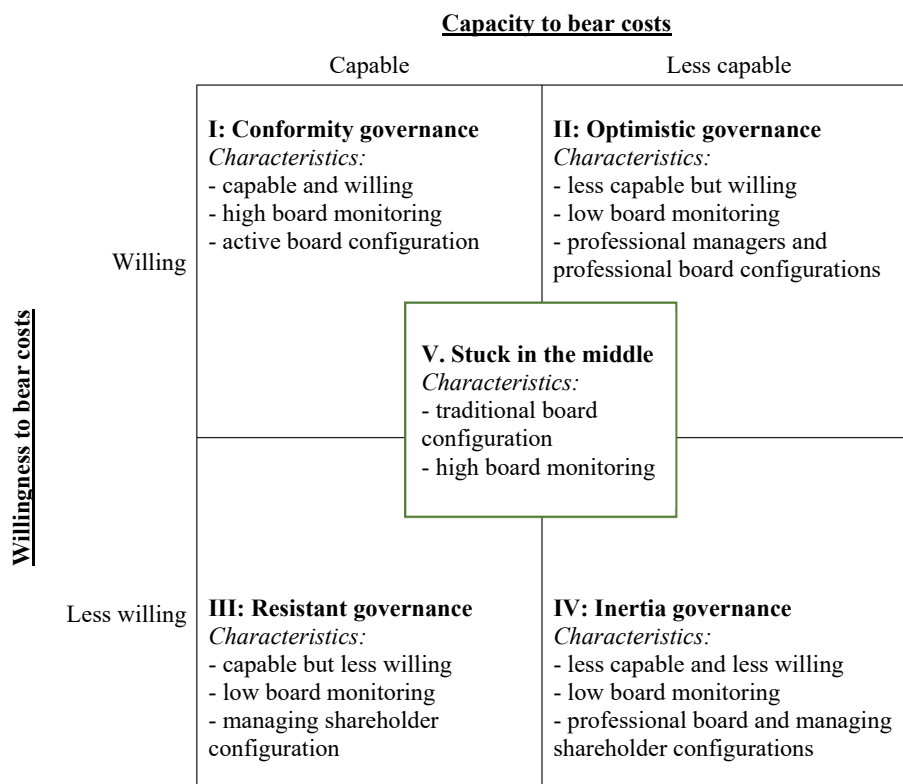 Capacity to bear costs
Capable
Less capable
Willingness to bear costs
Willing
I: Conformity governance
Characteristics:
- capable and willing
- high board monitoring
- active board configuration
II: Optimistic governance
Characteristics:
- less capable but willing
- low board monitoring
- professional managers and
professional board configurations
V. Stuck in the middle
Characteristics:
- traditional board
configuration
- high board monitoring
Less willing
III: Resistant governance
Characteristics:
- capable but less willing
- low board monitoring
- managing shareholder
configuration
IV: Inertia governance
Characteristics:
- less capable and less willing
- low board monitoring
- professional board and managing
shareholder configurations